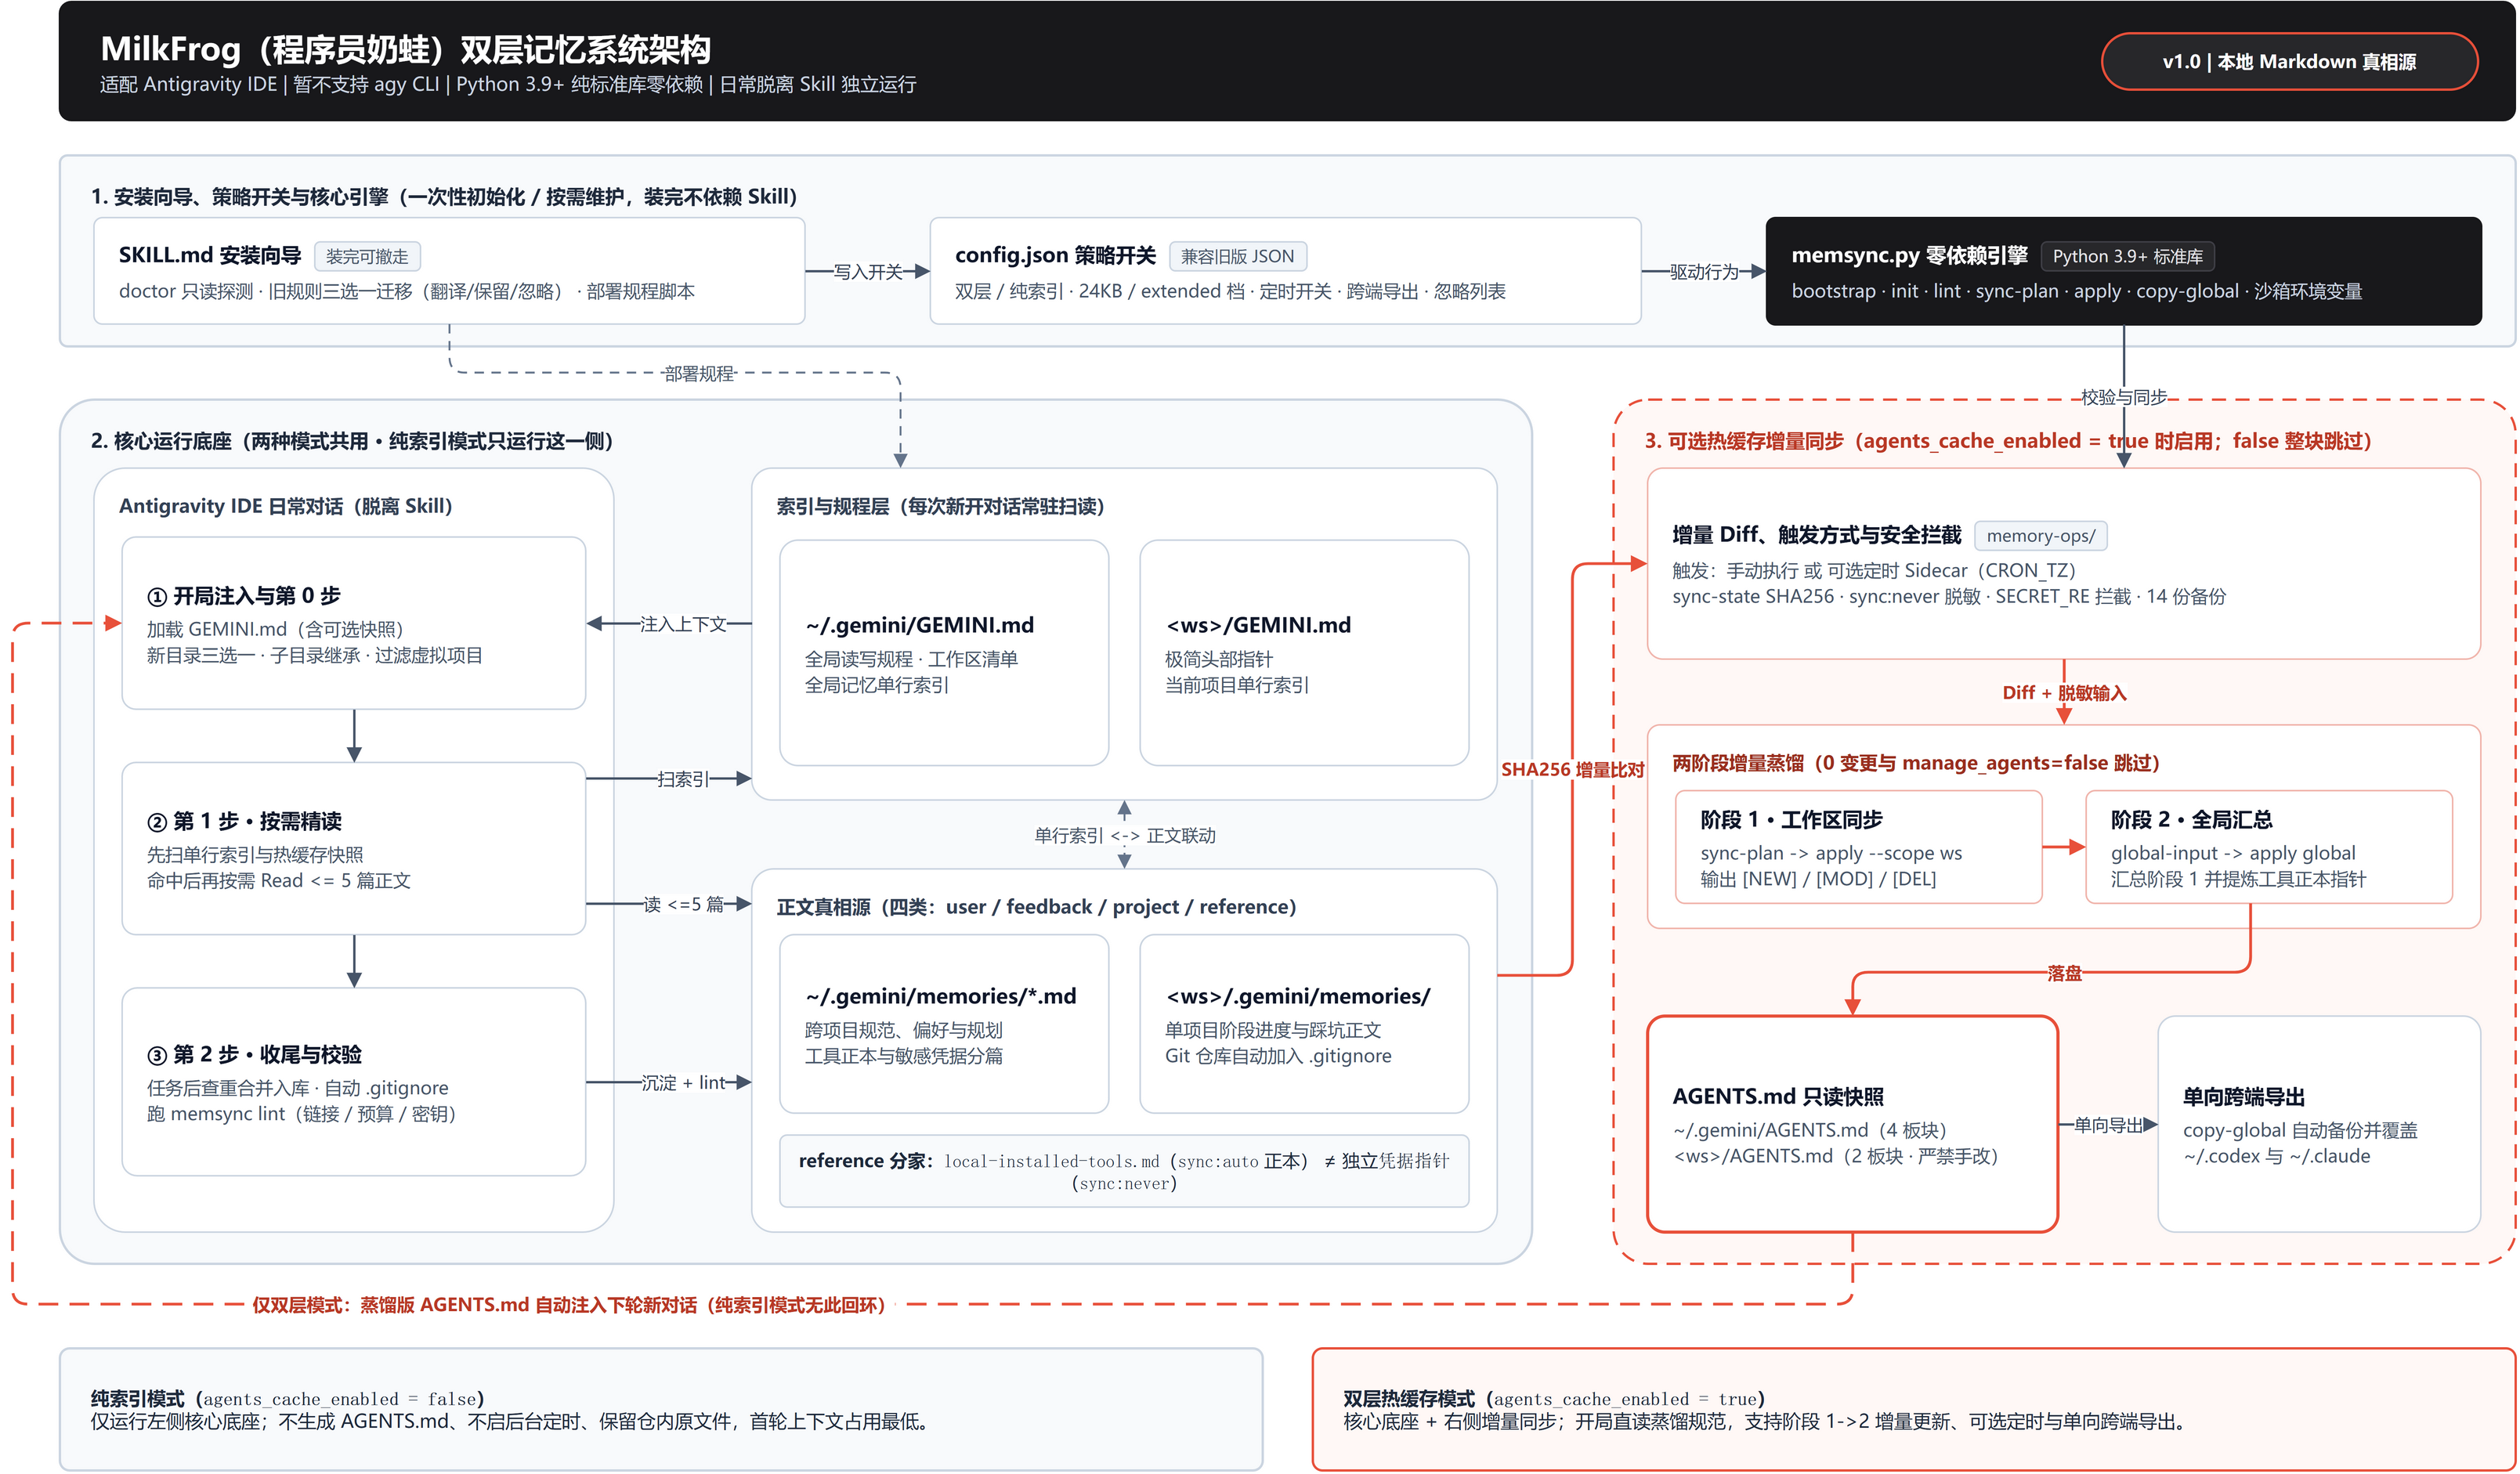 MilkFrog（程序员奶蛙）双层记忆系统架构
适配 Antigravity IDE | 暂不支持 agy CLI | Python 3.9+ 纯标准库零依赖 | 日常脱离 Skill 独立运行
v1.0 | 本地 Markdown 真相源
1. 安装向导、策略开关与核心引擎（一次性初始化 / 按需维护，装完不依赖 Skill）
SKILL.md 安装向导 装完可撤走
doctor 只读探测 · 旧规则三选一迁移（翻译/保留/忽略） · 部署规程脚本
写入开关
config.json 策略开关 兼容旧版 JSON
双层 / 纯索引 · 24KB / extended 档 · 定时开关 · 跨端导出 · 忽略列表
驱动行为
memsync.py 零依赖引擎 Python 3.9+ 标准库
bootstrap · init · lint · sync-plan · apply · copy-global · 沙箱环境变量
部署规程
校验与同步
2. 核心运行底座（两种模式共用 • 纯索引模式只运行这一侧）
Antigravity IDE 日常对话（脱离 Skill）
① 开局注入与第 0 步
加载 GEMINI.md（含可选快照）
新目录三选一 · 子目录继承 · 过滤虚拟项目
② 第 1 步 • 按需精读
先扫单行索引与热缓存快照
命中后再按需 Read <= 5 篇正文
③ 第 2 步 • 收尾与校验
任务后查重合并入库 · 自动 .gitignore
跑 memsync lint（链接 / 预算 / 密钥）
注入上下文
扫索引
读 <=5 篇
沉淀 + lint
索引与规程层（每次新开对话常驻扫读）
~/.gemini/GEMINI.md
全局读写规程 · 工作区清单
全局记忆单行索引
<ws>/GEMINI.md
极简头部指针
当前项目单行索引
单行索引 <-> 正文联动
正文真相源（四类：user / feedback / project / reference）
~/.gemini/memories/*.md
跨项目规范、偏好与规划
工具正本与敏感凭据分篇
<ws>/.gemini/memories/
单项目阶段进度与踩坑正文
Git 仓库自动加入 .gitignore
reference 分家：local-installed-tools.md（sync:auto 正本） ≠ 独立凭据指针
（sync:never）
SHA256 增量比对
3. 可选热缓存增量同步（agents_cache_enabled = true 时启用；false 整块跳过）
增量 Diff、触发方式与安全拦截 memory-ops/
触发：手动执行 或 可选定时 Sidecar（CRON_TZ）
sync-state SHA256 · sync:never 脱敏 · SECRET_RE 拦截 · 14 份备份
Diff + 脱敏输入
两阶段增量蒸馏（0 变更与 manage_agents=false 跳过）
阶段 1 • 工作区同步
sync-plan -> apply --scope ws
输出 [NEW] / [MOD] / [DEL]
阶段 2 • 全局汇总
global-input -> apply global
汇总阶段 1 并提炼工具正本指针
落盘
AGENTS.md 只读快照
~/.gemini/AGENTS.md（4 板块）
<ws>/AGENTS.md（2 板块 · 严禁手改）
单向导出
单向跨端导出
copy-global 自动备份并覆盖
~/.codex 与 ~/.claude
仅双层模式：蒸馏版 AGENTS.md 自动注入下轮新对话（纯索引模式无此回环）
纯索引模式（agents_cache_enabled = false）
仅运行左侧核心底座；不生成 AGENTS.md、不启后台定时、保留仓内原文件，首轮上下文占用最低。
双层热缓存模式（agents_cache_enabled = true）
核心底座 + 右侧增量同步；开局直读蒸馏规范，支持阶段 1->2 增量更新、可选定时与单向跨端导出。